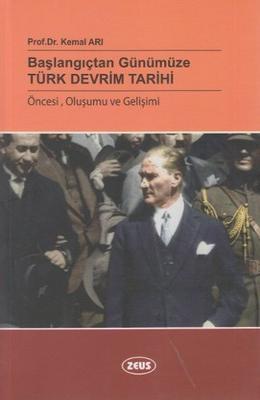 Prof.Dr. Kemal ARI
Başlangıçtan Günümüze
TÜRK DEVRİM TARİHİ
Öncesi , Oluşumu ve Gelişimi
ZEUS